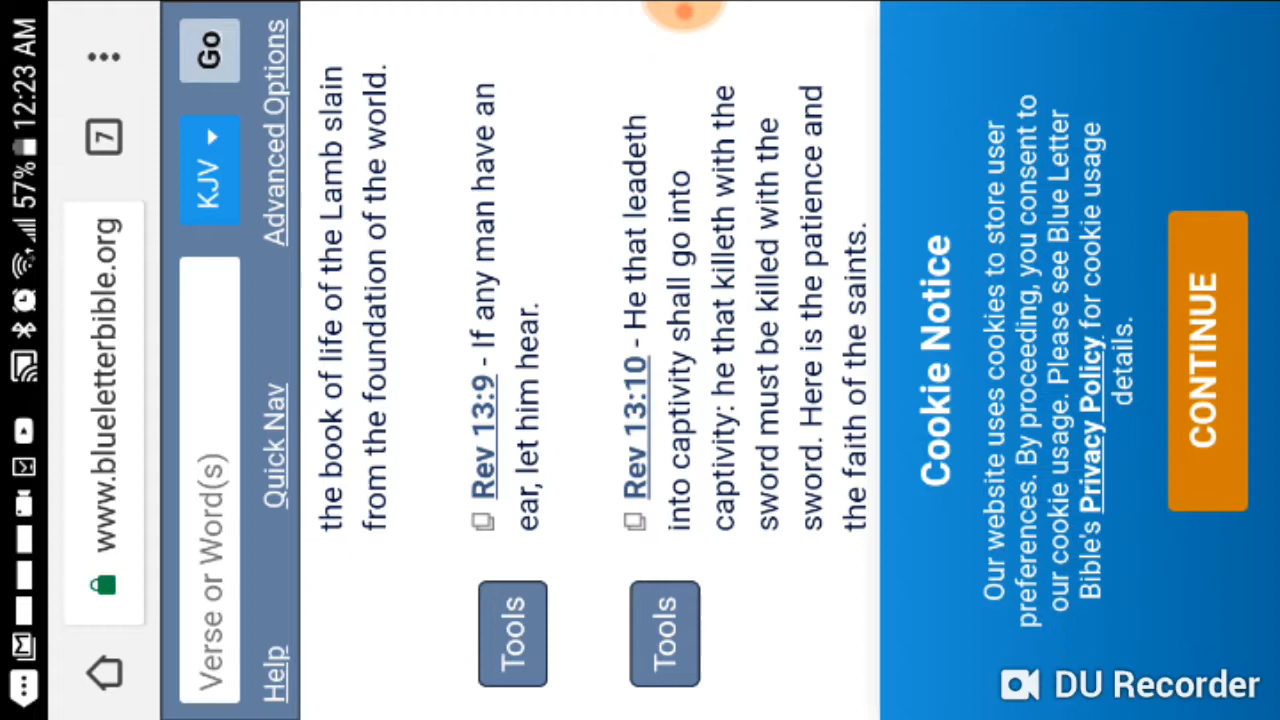 57% 12:23 AM
www.blueletterbible.org
7
Verse or Word(s)
KJV
Go
Help
Quick Nav
Advanced Options
the book of life of the Lamb slain
from the foundation of the world.
Tools
Rev 13:9 - If any man have an
ear, let him hear.
Tools
Rev 13:10 - He that leadeth
into captivity shall go into
captivity: he that killeth with the
sword must be killed with the
sword. Here is the patience and
the faith of the saints.
Cookie Notice
Our website uses cookies to store user
preferences. By proceeding, you consent to
our cookie usage. Please see Blue Letter
Bible's Privacy Policy for cookie usage
details.
CONTINUE
DU Recorder